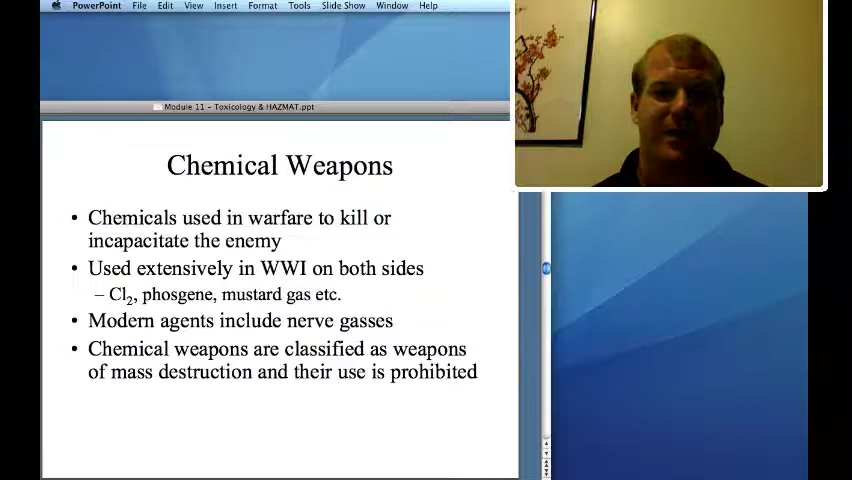 PowerPoint File Edit View Insert Format Tools Slide Show Window Help
Module 11 – Toxicology & HAZMAT.ppt
Chemical Weapons
• Chemicals used in warfare to kill or
incapacitate the enemy
• Used extensively in WWI on both sides
– Cl₂, phosgene, mustard gas etc.
• Modern agents include nerve gasses
• Chemical weapons are classified as weapons
of mass destruction and their use is prohibited